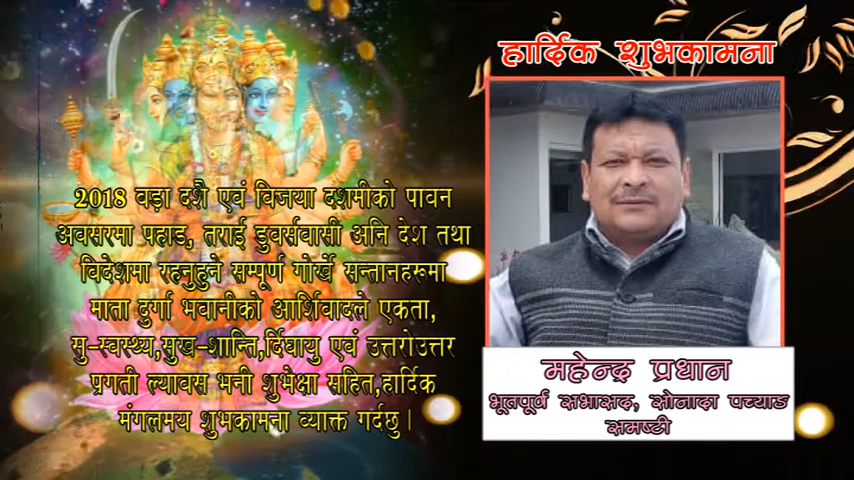 हार्दिक शुभकामना
2018 वड़ा दशै एवं विजया दशमीको पावन
अवसरमा पहाड, तराई डुवर्सवासी अनि देश तथा
विदेशमा रहनुहुने सम्पूर्ण गोर्खे सन्तानहरूमा
माता दुर्गा भवानीको आर्शिवादले एकता,
सु-स्वस्थ्य,सुख-शान्ति,र्दिघायु एवं उत्तरोउत्तर
प्रगती ल्यावस भनी शुभेक्षा सहित,हार्दिक
मंगलमय शुभकामना व्याक्त गर्दछु।
महेन्द्र प्रधान
भूतपूर्व सभासद, सोनादा पच्याङ
समष्टी